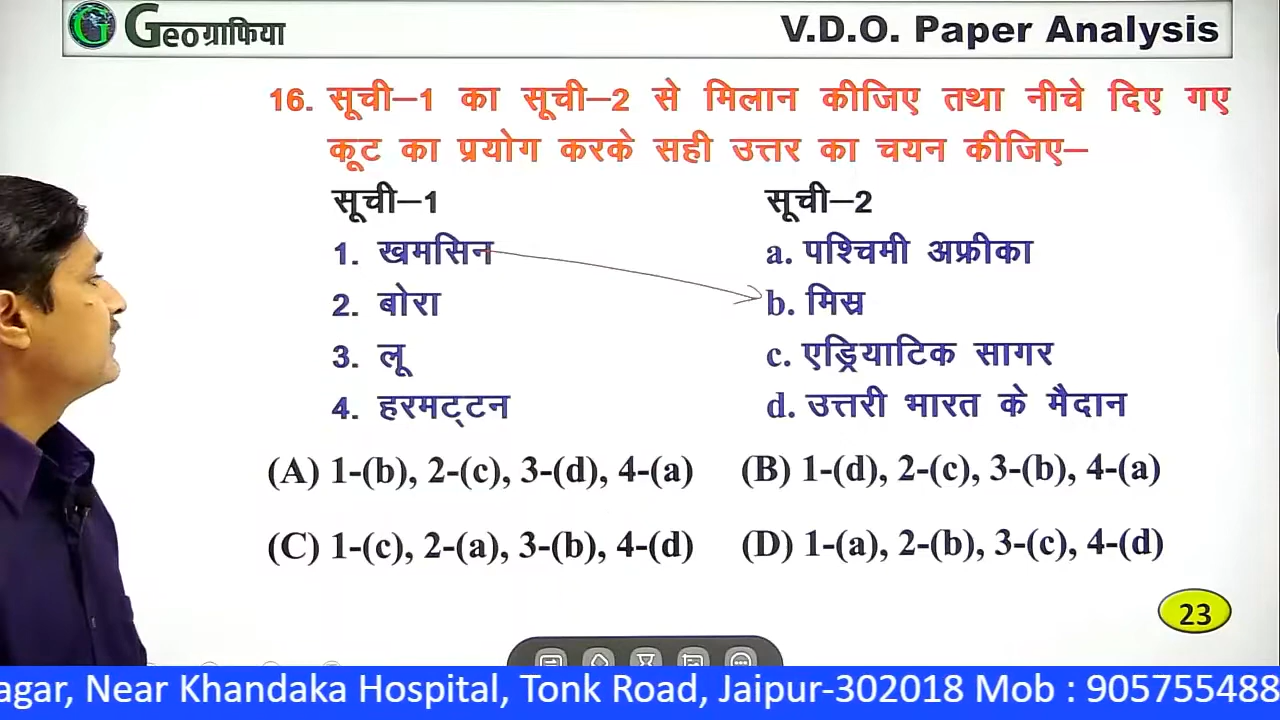 Geoग्राफिया
V.D.O. Paper Analysis
16. सूची–1 का सूची–2 से मिलान कीजिए तथा नीचे दिए गए
कूट का प्रयोग करके सही उत्तर का चयन कीजिए–
सूची–1 सूची–2
1. खमसिन a. पश्चिमी अफ्रीका
2. बोरा b. मिस्र
3. लू c. एड्रियाटिक सागर
4. हरमट्टन d. उत्तरी भारत के मैदान
(A) 1-(b), 2-(c), 3-(d), 4-(a) (B) 1-(d), 2-(c), 3-(b), 4-(a)
(C) 1-(c), 2-(a), 3-(b), 4-(d) (D) 1-(a), 2-(b), 3-(c), 4-(d)
23
agar, Near Khandaka Hospital, Tonk Road, Jaipur-302018 Mob : 905755488